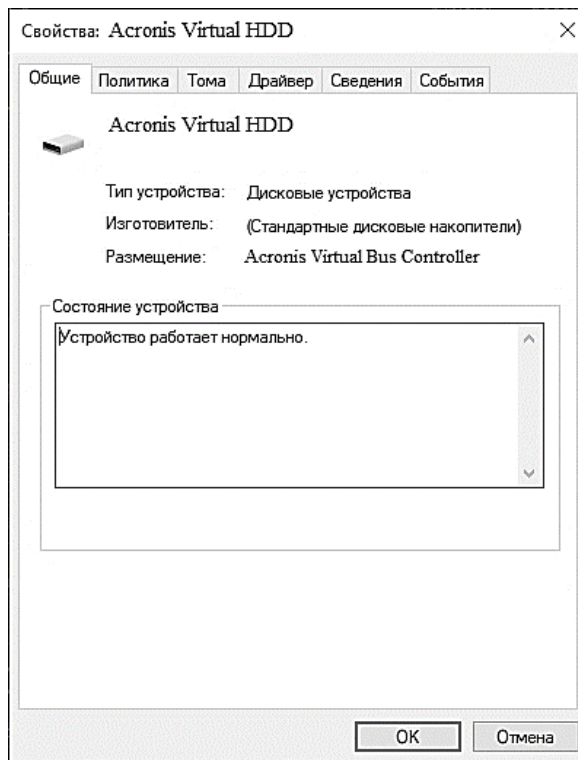 Свойства: Acronis Virtual HDD
Общие Политика Тома Драйвер Сведения События
Acronis Virtual HDD
Тип устройства: Дисковые устройства
Изготовитель: (Стандартные дисковые накопители)
Размещение: Acronis Virtual Bus Controller
Состояние устройства
Устройство работает нормально.
OK Отмена